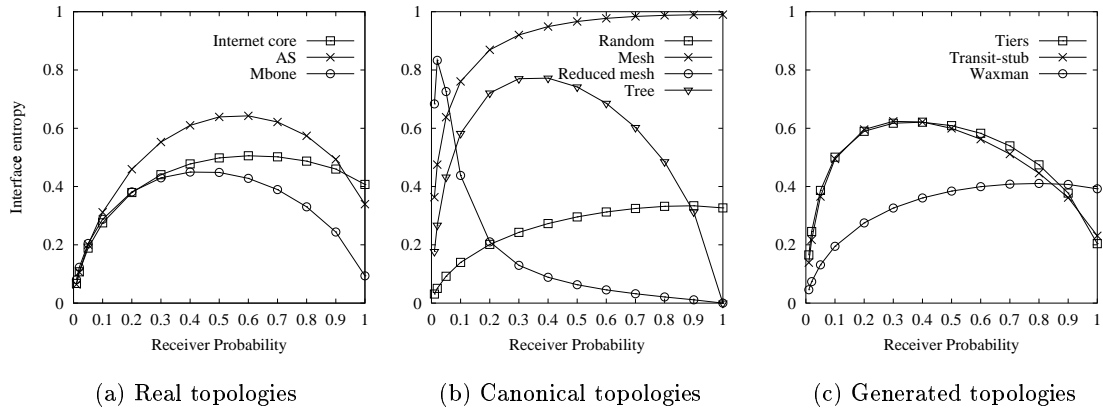 Interface entropy
1
0.8
0.6
0.4
0.2
0
Internet core
AS
Mbone
0 0.1 0.2 0.3 0.4 0.5 0.6 0.7 0.8 0.9 1
Receiver Probability
(a) Real topologies
1
0.8
0.6
0.4
0.2
0
Random
Mesh
Reduced mesh
Tree
0 0.1 0.2 0.3 0.4 0.5 0.6 0.7 0.8 0.9 1
Receiver Probability
(b) Canonical topologies
1
0.8
0.6
0.4
0.2
0
Tiers
Transit-stub
Waxman
0 0.1 0.2 0.3 0.4 0.5 0.6 0.7 0.8 0.9 1
Receiver Probability
(c) Generated topologies